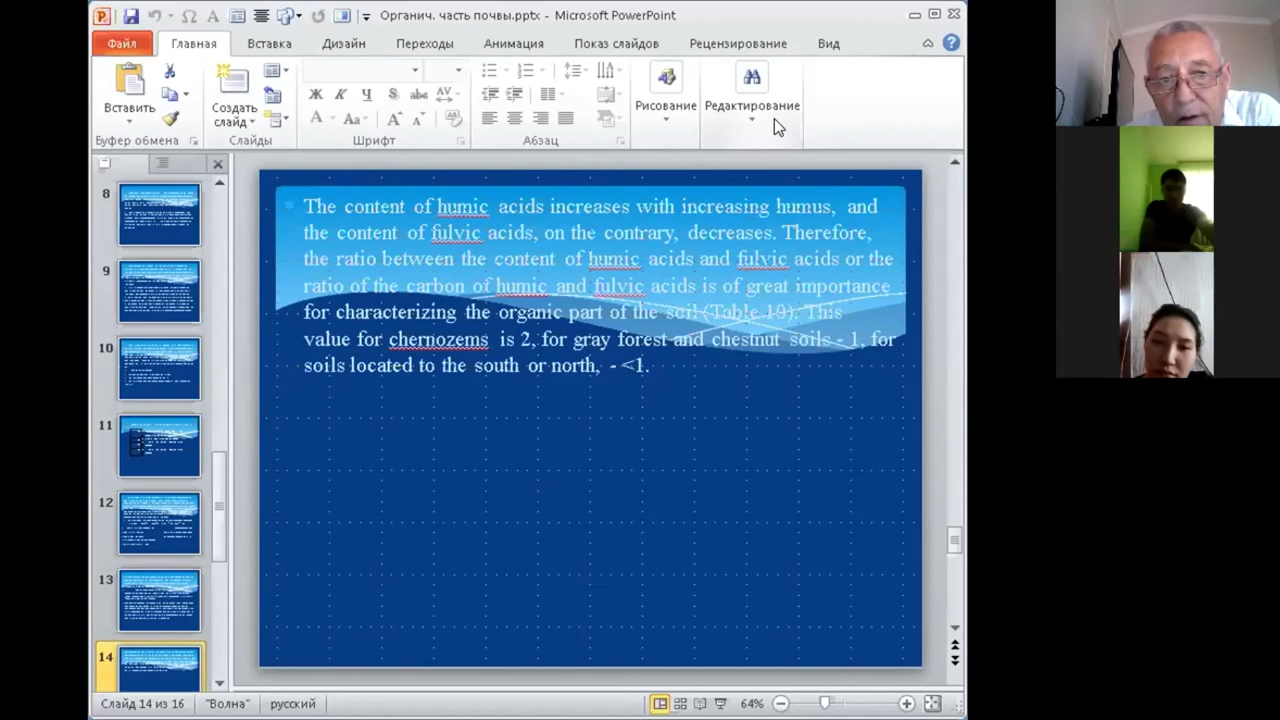 Органич. часть почвы.pptx - Microsoft PowerPoint
Файл Главная Вставка Дизайн Переходы Анимация Показ слайдов Рецензирование Вид
Вставить
Создать слайд
Рисование
Редактирование
Буфер обмена
Слайды
Шрифт
Абзац
The content of humic acids increases with increasing humus, and
the content of fulvic acids, on the contrary, decreases. Therefore,
the ratio between the content of humic acids and fulvic acids or the
ratio of the carbon of humic and fulvic acids is of great
for characterizing the organic part of the soil (Table 19). This
value for chernozems is 2, for gray forest and chestnut soils - 1, for
soils located to the south or north, - <1.
8
9
10
11
12
13
14
Слайд 14 из 16
"Волна"
русский
64%